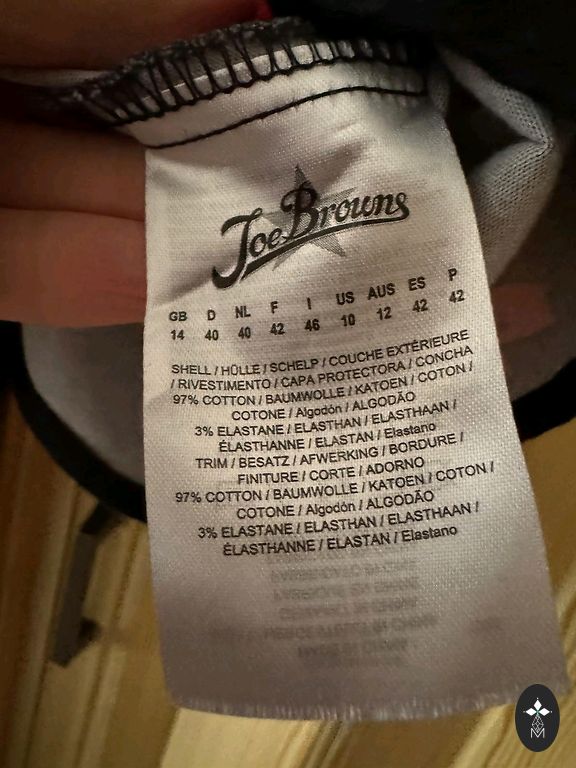 Joe Browns
GB D NL F I US AUS ES P
14 40 40 42 46 10 12 42 42
SHELL / HÜLLE / SCHELP / COUCHE EXTÉRIEURE
/ RIVESTIMENTO / CAPA PROTECTORA / CONCHA
97% COTTON / BAUMWOLLE / KATOEN / COTON /
COTONE / Algodón / ALGODÃO
3% ELASTANE / ELASTHAN / ELASTHAAN /
ÉLASTHANNE / ELASTAN / Elastano
TRIM / BESATZ / AFWERKING / BORDURE /
FINITURE / CORTE / ADORNO
97% COTTON / BAUMWOLLE / KATOEN / COTON /
COTONE / Algodón / ALGODÃO
3% ELASTANE / ELASTHAN / ELASTHAAN /
ÉLASTHANNE / ELASTAN / Elastano
M